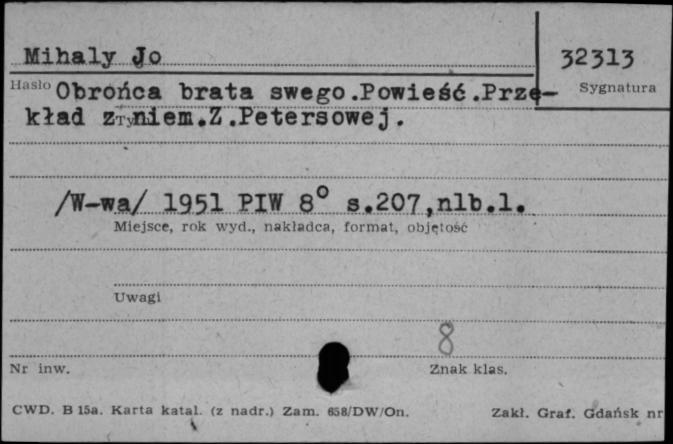 Mihaly Jo
32313
Hasło
Sygnatura
Obrońca brata swego.Powieść.Prze-
kład z niem.Z.Petersowej.
/W-wa/ 1951 PIW 8° s.207,nlb.1.
Miejsce, rok wyd., nakładca, format, objętość
Uwagi
8
Nr inw.
Znak klas.
CWD. B 15a. Karta katal. (z nadr.) Zam. 658/DW/On.
Zakł. Graf. Gdańsk nr